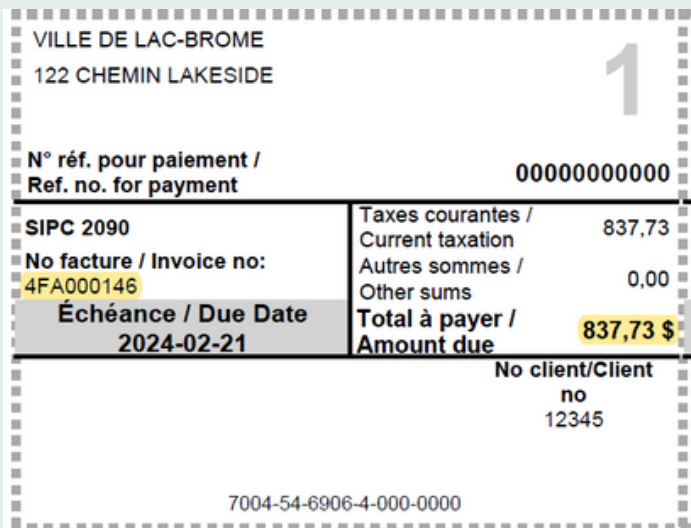 VILLE DE LAC-BROME
122 CHEMIN LAKESIDE
1
N° réf. pour paiement /
Ref. no. for payment
00000000000
SIPC 2090
No facture / Invoice no:
4FA000146
Échéance / Due Date
2024-02-21
Taxes courantes /
Current taxation
837,73
Autres sommes /
Other sums
0,00
Total à payer /
Amount due
837,73 $
No client/Client
no
12345
7004-54-6906-4-000-0000